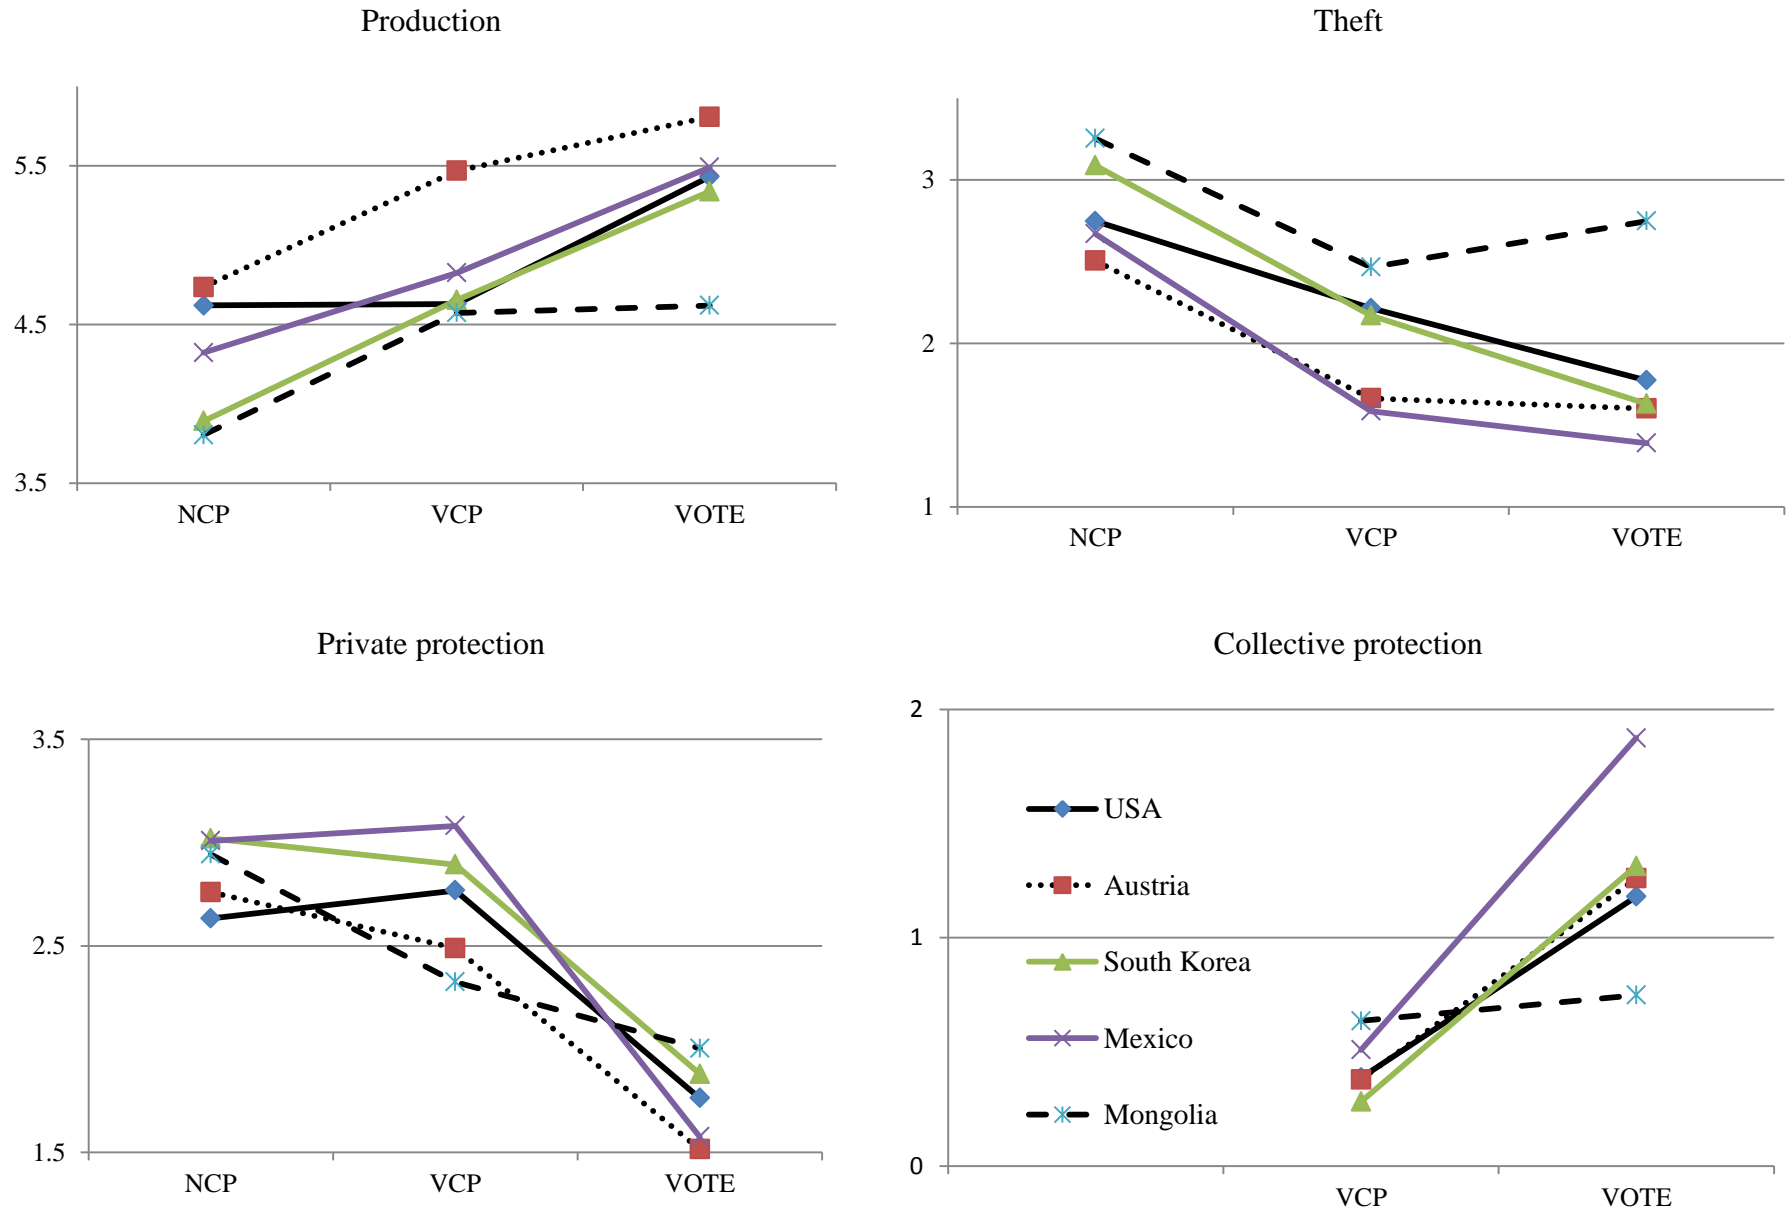 Production
5.5
4.5
3.5
NCP VCP VOTE
Theft
3
2
1
NCP VCP VOTE
Private protection
3.5
2.5
1.5
NCP VCP VOTE
Collective protection
2
1
0
USA
Austria
South Korea
Mexico
Mongolia
VCP VOTE